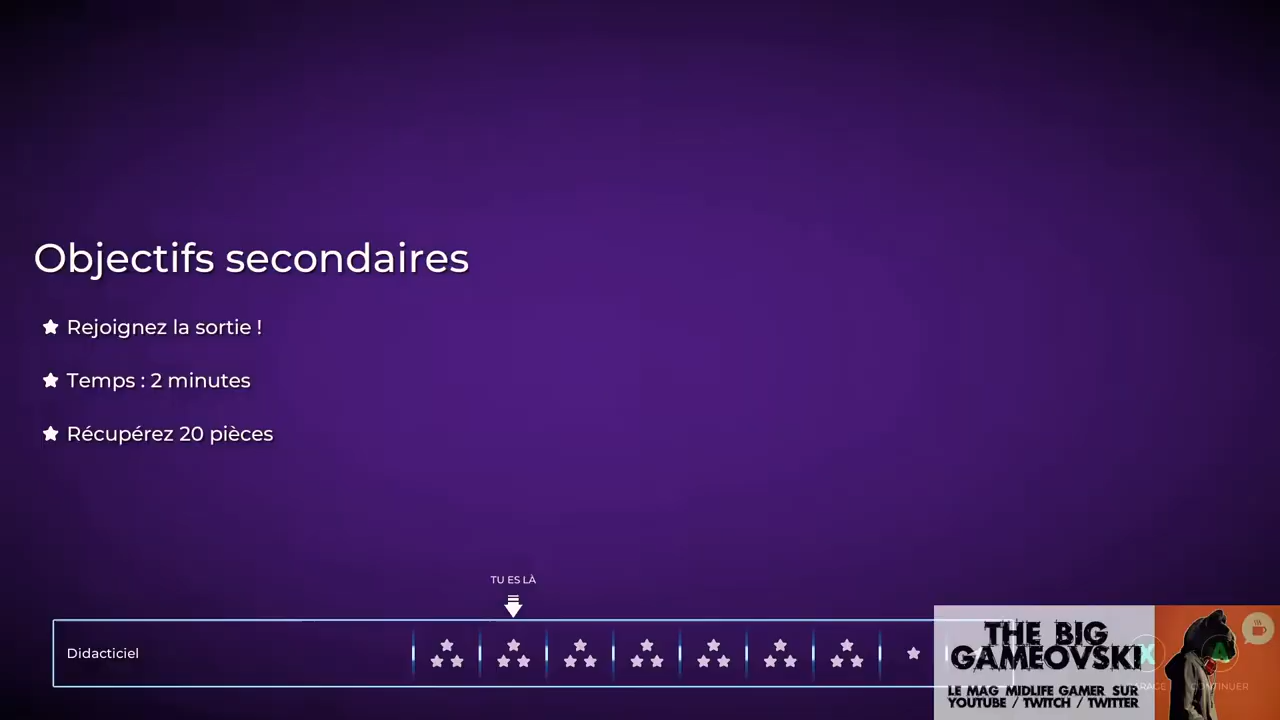 Objectifs secondaires
Rejoignez la sortie !
Temps : 2 minutes
Récupérez 20 pièces
TU ES LÀ
Didacticiel
THE BIG
GAMEOVSKI
X
A
CONTINUER
LE MAG MIDLIFE GAMER SUR
YOUTUBE / TWITCH / TWITTER